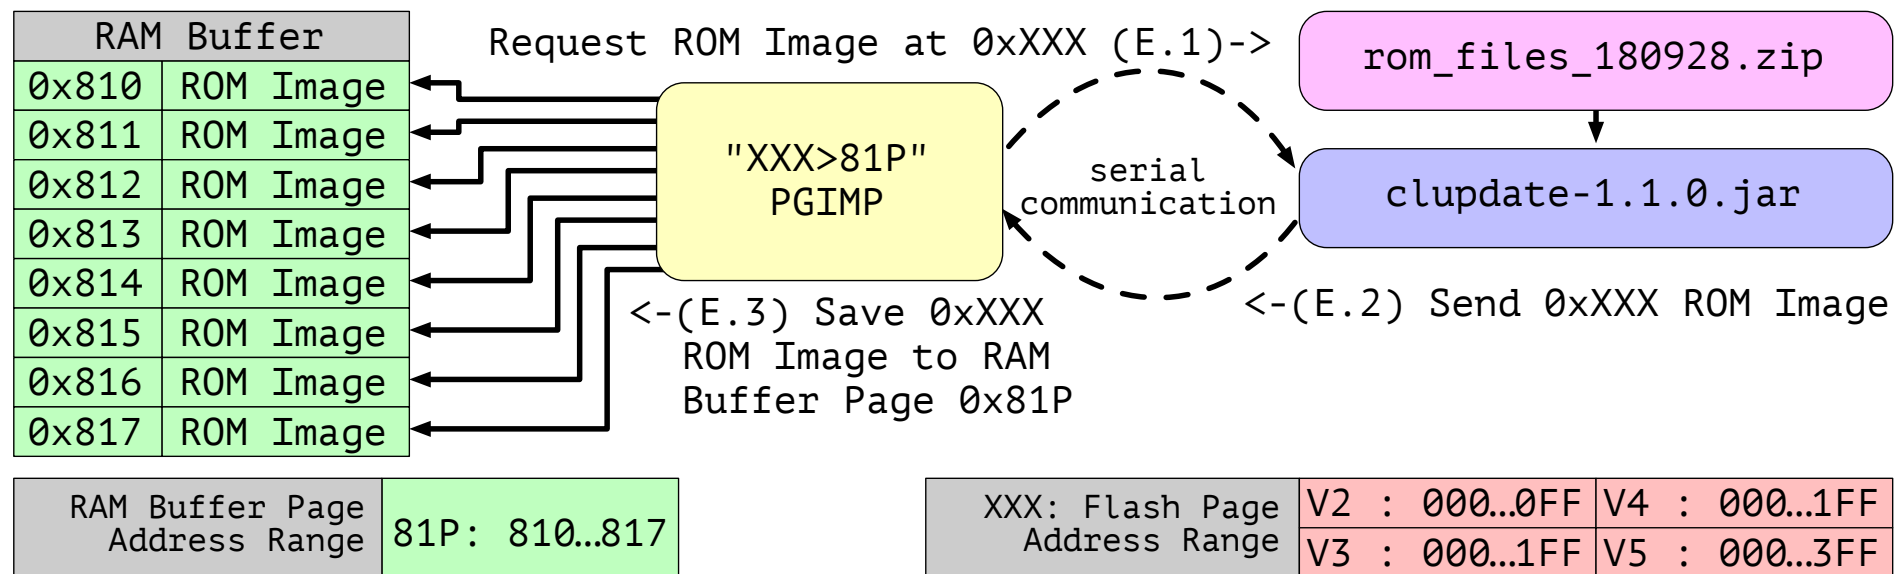 RAM Buffer
0x810 ROM Image
0x811 ROM Image
0x812 ROM Image
0x813 ROM Image
0x814 ROM Image
0x815 ROM Image
0x816 ROM Image
0x817 ROM Image
Request ROM Image at 0xXXX (E.1)->
"XXX>81P"
PGIMP
serial
communication
rom_files_180928.zip
clupdate-1.1.0.jar
<-(E.2) Send 0xXXX ROM Image
<-(E.3) Save 0xXXX
ROM Image to RAM
Buffer Page 0x81P
RAM Buffer Page
Address Range
81P: 810…817
XXX: Flash Page
Address Range
V2 : 000…0FF V4 : 000…1FF
V3 : 000…1FF V5 : 000…3FF